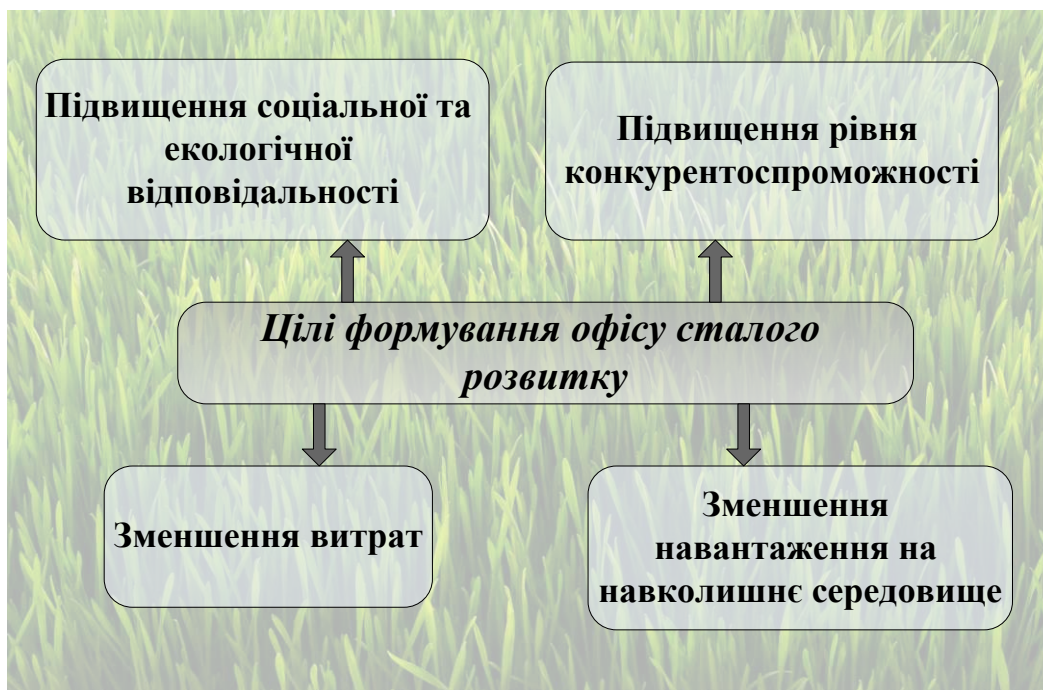 Підвищення соціальної та
екологічної
відповідальності
Підвищення рівня
конкурентоспроможності
Цілі формування офісу сталого
розвитку
Зменшення витрат
Зменшення
навантаження на
навколишнє середовище